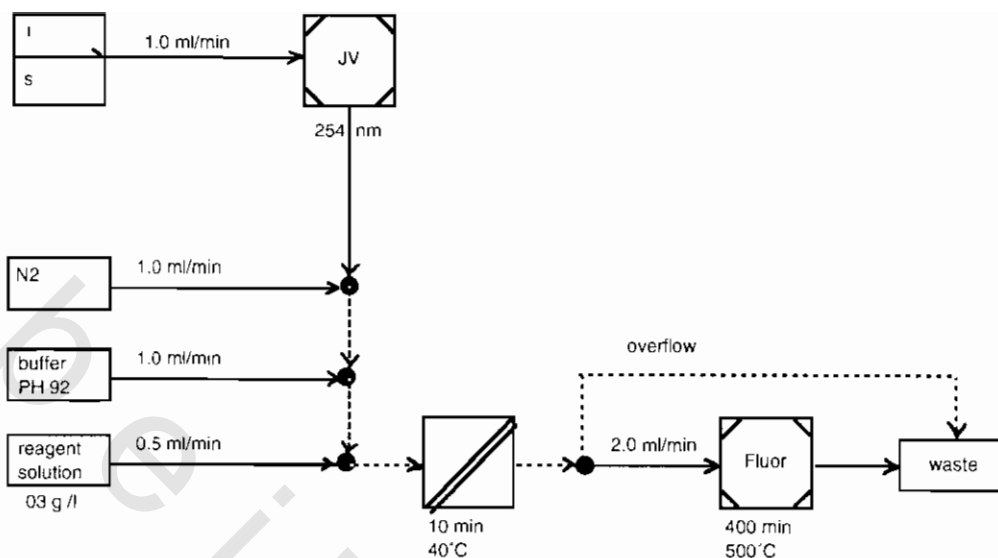 I
1.0 ml/min
JV
S
254 nm
N2
1.0 ml/min
buffer
PH 92
1.0 ml/min
overflow
reagent
solution
0.5 ml/min
03 g /l
10 min
40°C
2.0 ml/min
Fluor
400 min
500°C
waste